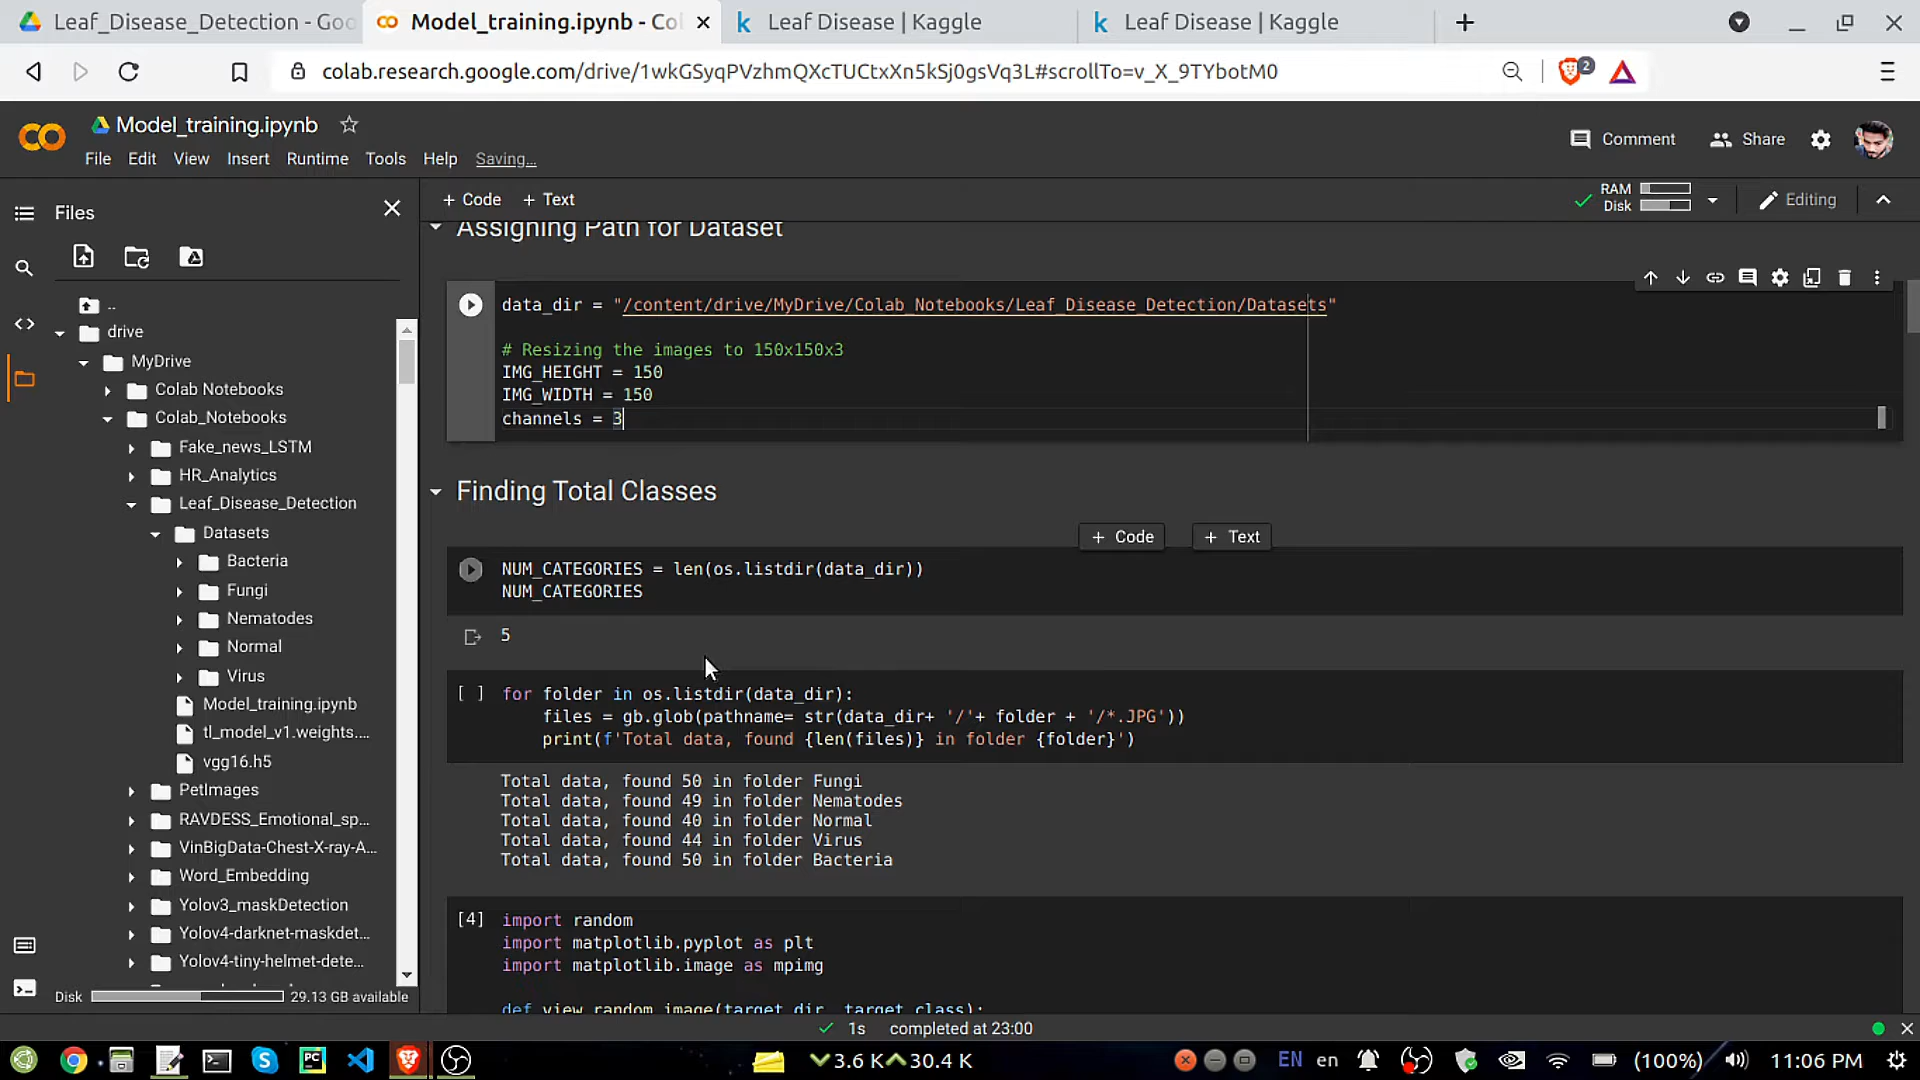 Leaf_Disease_Detection - Goo
Model_training.ipynb - Col
Leaf Disease | Kaggle
Leaf Disease | Kaggle
colab.research.google.com/drive/1wkGSyqPVzhmQXcTUCtxXn5kSj0gsVq3L#scrollTo=v_X_9TYbotM0
2
Model_training.ipynb
Comment
Share
File Edit View Insert Runtime Tools Help Saving...
Files
+ Code + Text
RAM
Disk
Editing
Assigning Path for Dataset
..
drive
MyDrive
Colab Notebooks
Colab_Notebooks
Fake_news_LSTM
HR_Analytics
Leaf_Disease_Detection
Datasets
Bacteria
Fungi
Nematodes
Normal
Virus
Model_training.ipynb
tl_model_v1.weights....
vgg16.h5
PetImages
RAVDESS_Emotional_sp...
VinBigData-Chest-X-ray-A...
Word_Embedding
Yolov3_maskDetection
Yolov4-darknet-maskdet...
Yolov4-tiny-helmet-dete...
Disk 29.13 GB available
data_dir = "/content/drive/MyDrive/Colab_Notebooks/Leaf_Disease_Detection/Datasets"
# Resizing the images to 150x150x3
IMG_HEIGHT = 150
IMG_WIDTH = 150
channels = 3
Finding Total Classes
+ Code + Text
NUM_CATEGORIES = len(os.listdir(data_dir))
NUM_CATEGORIES
5
[ ] for folder in os.listdir(data_dir):
files = gb.glob(pathname= str(data_dir+ '/'+ folder + '/*.JPG'))
print(f'Total data, found {len(files)} in folder {folder}')
Total data, found 50 in folder Fungi
Total data, found 49 in folder Nematodes
Total data, found 40 in folder Normal
Total data, found 44 in folder Virus
Total data, found 50 in folder Bacteria
[4] import random
import matplotlib.pyplot as plt
import matplotlib.image as mpimg
def view_random_image(target_dir, target_class):
1s completed at 23:00
3.6 K 30.4 K
EN en (100%) 11:06 PM